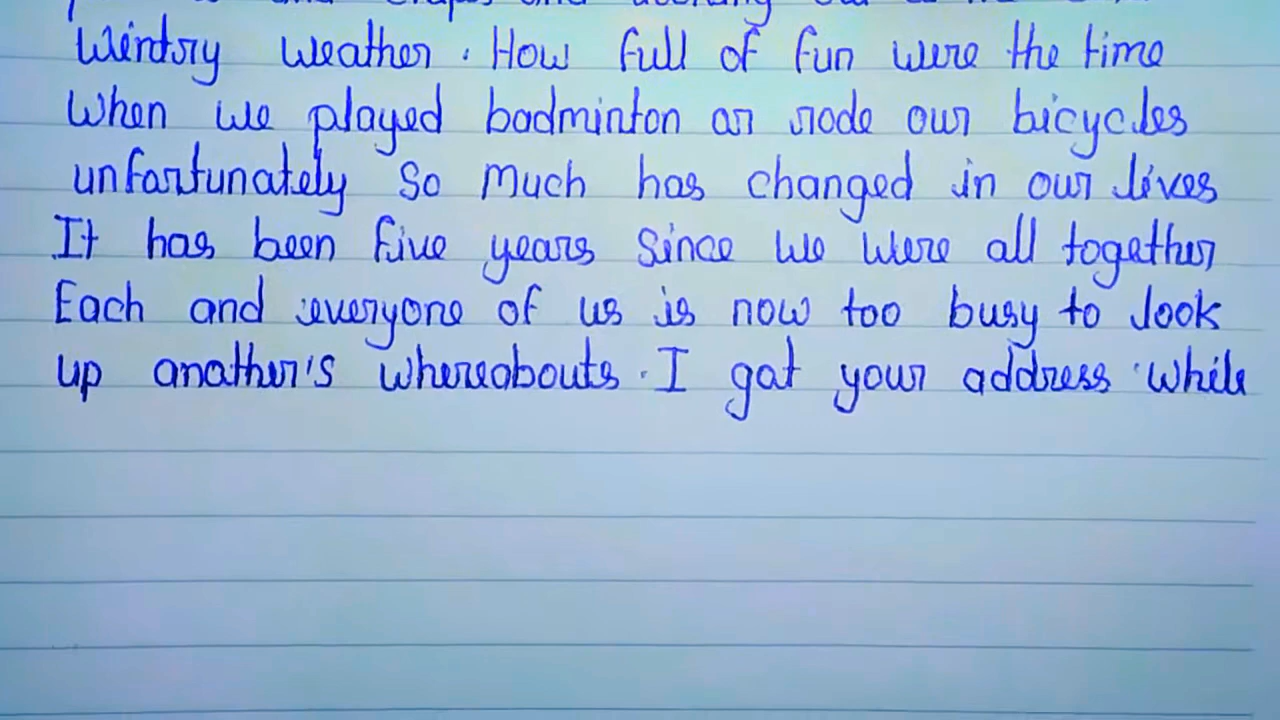 and
Wintory weather. How full of fun were the time
When we played badminton or rode our bicycles
unfortunately so much has changed in our lives
It has been five years since we were all together
Each and everyone of us is now too busy to look
up another's whereabouts. I got your address while